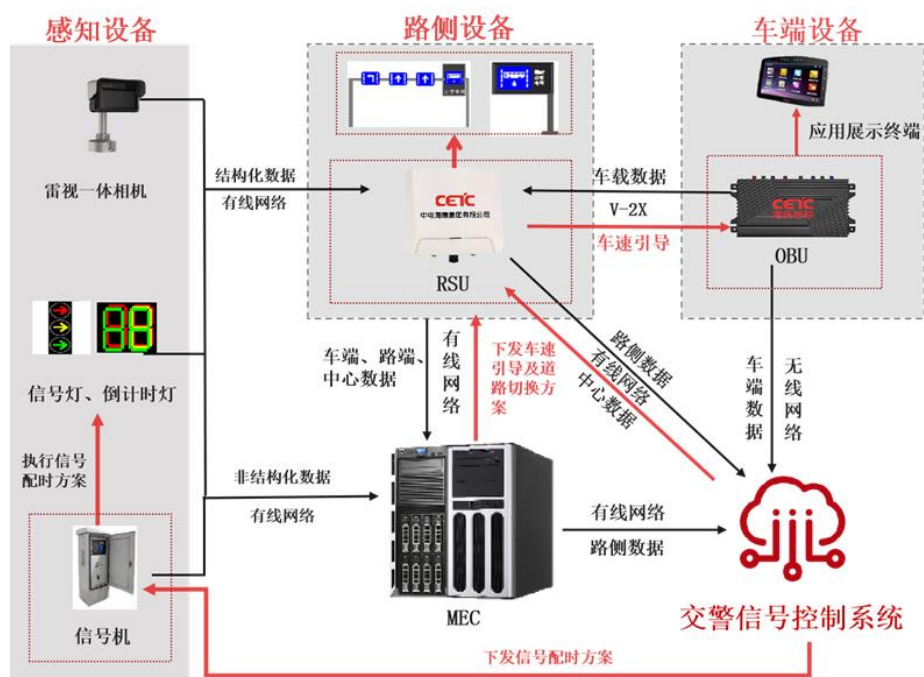 感知设备
路侧设备
车端设备
雷视一体相机
结构化数据
有线网络
CETC
RSU
车载数据
V-2X
车速引导
应用展示终端
CETC
OBU
信号灯、倒计时灯
执行信号
配时方案
信号机
车端、路端、
中心数据
有线网络
下发车速
引导及道
路切换方
案
路侧数据
有线网络
中心数据
车端数据
无线网络
非结构化数据
有线网络
MEC
有线网络
路侧数据
交警信号控制系统
下发信号配时方案